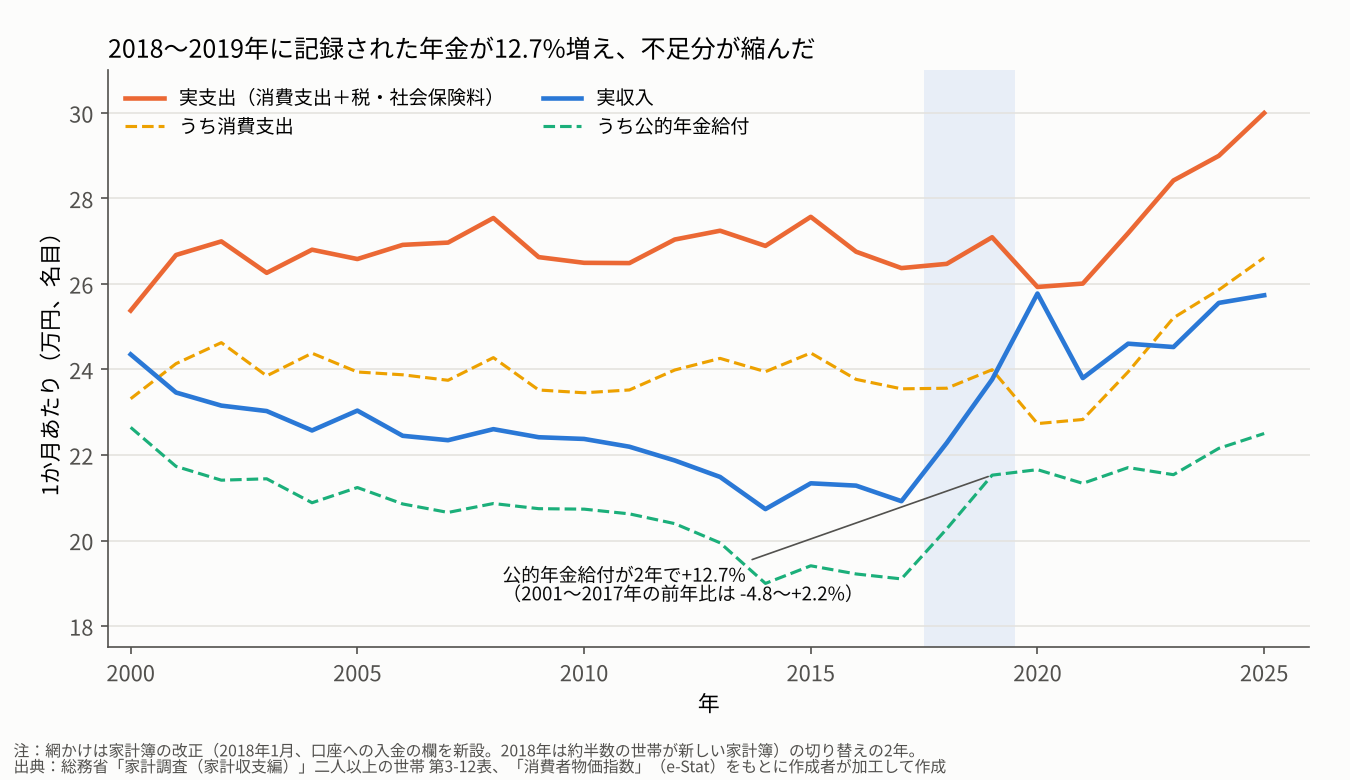 2018～2019年に記録された年金が12.7%増え、不足分が縮んだ
実支出（消費支出＋税・社会保険料）
うち消費支出
実収入
うち公的年金給付
1か月あたり（万円、名目）
30
28
26
24
22
20
18
公的年金給付が2年で+12.7%
（2001～2017年の前年比は -4.8～+2.2%）
2000
2005
2010
2015
2020
2025
年
注：網かけは家計簿の改正（2018年1月、口座への入金の欄を新設。2018年は約半数の世帯が新しい家計簿）の切り替えの2年。
出典：総務省「家計調査（家計収支編）」二人以上の世帯 第3-12表、「消費者物価指数」（e-Stat）をもとに作成者が加工して作成